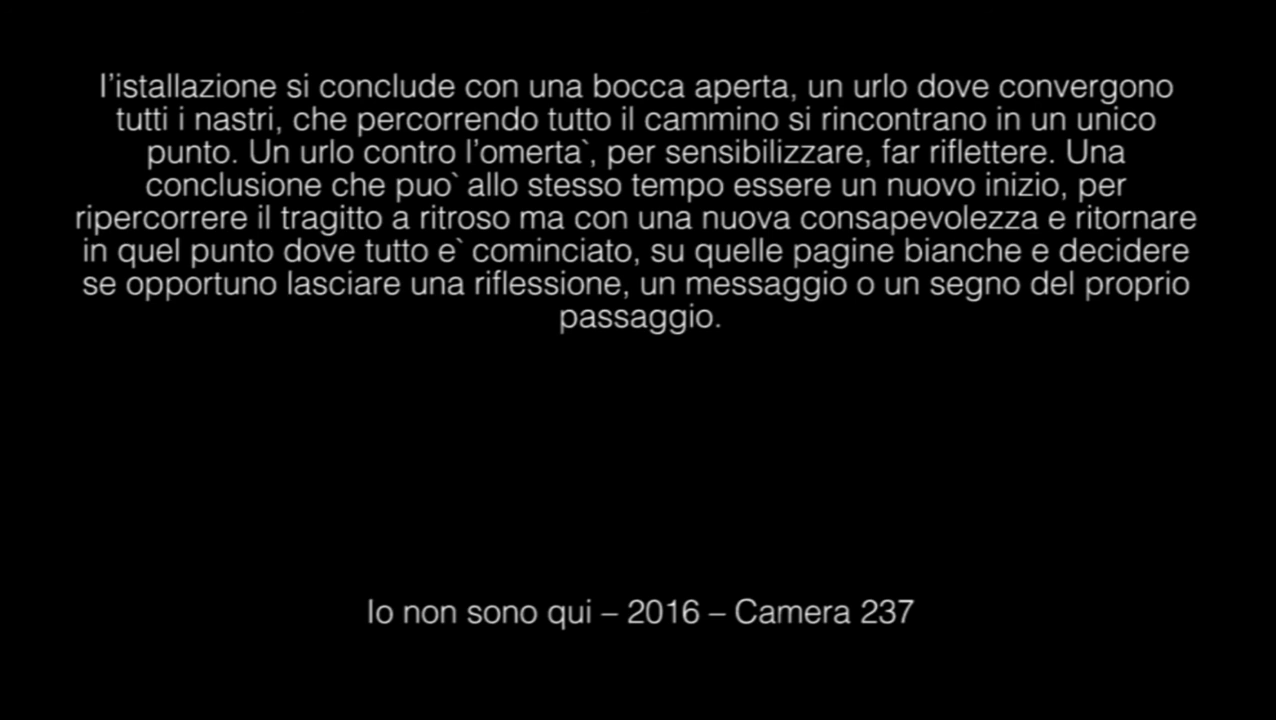 l’istallazione si conclude con una bocca aperta, un urlo dove convergono
tutti i nastri, che percorrendo tutto il cammino si rincontrano in un unico
punto. Un urlo contro l’omerta`, per sensibilizzare, far riflettere. Una
conclusione che puo` allo stesso tempo essere un nuovo inizio, per
ripercorrere il tragitto a ritroso ma con una nuova consapevolezza e ritornare
in quel punto dove tutto e` cominciato, su quelle pagine bianche e decidere
se opportuno lasciare una riflessione, un messaggio o un segno del proprio
passaggio.
Io non sono qui – 2016 – Camera 237